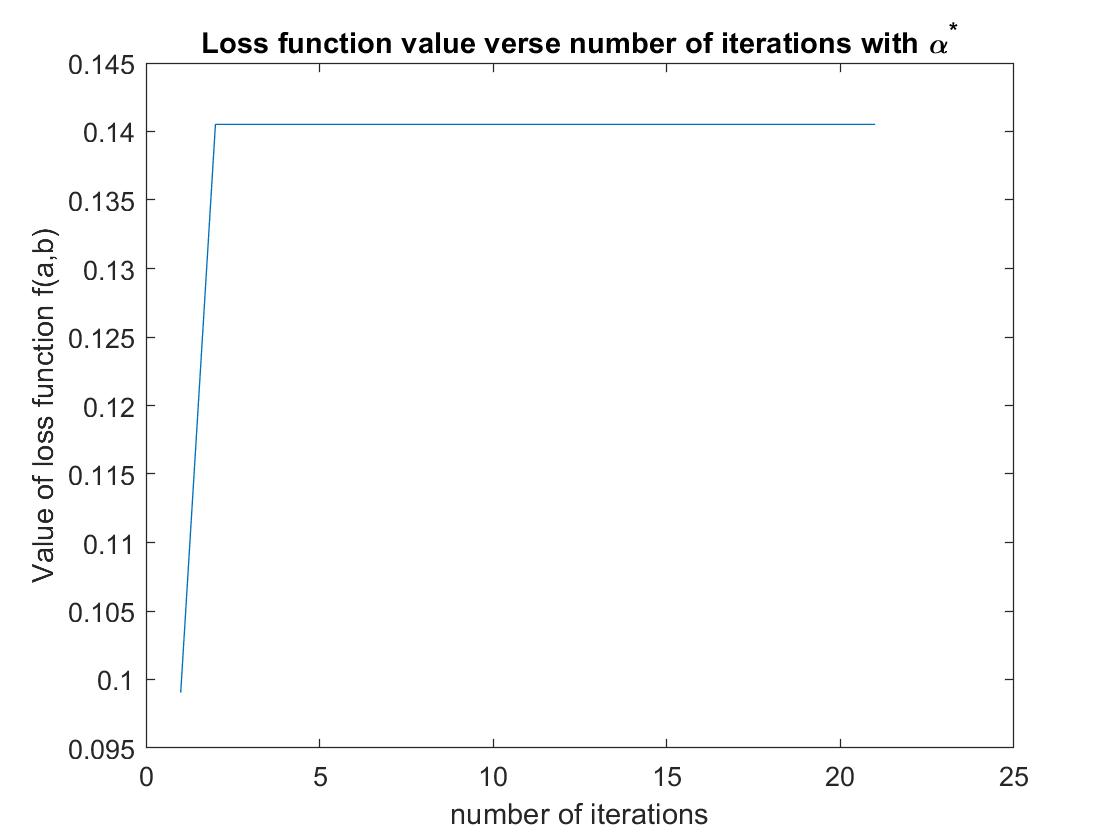 Loss function value verse number of iterations with α*
0.145
0.14
0.135
0.13
0.125
0.12
0.115
0.11
0.105
0.1
0.095
Value of loss function f(a,b)
0 5 10 15 20 25
number of iterations